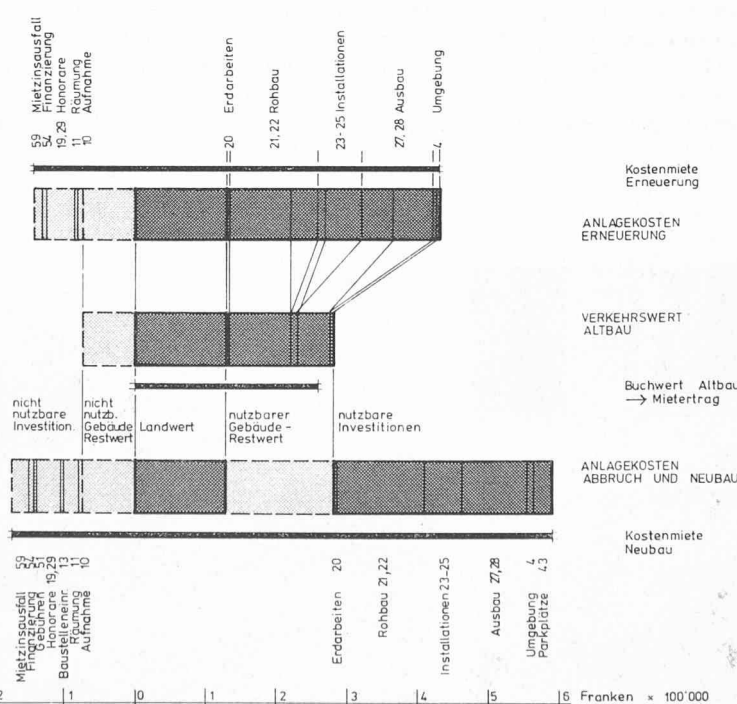 59 Mietzinsausfall
54 Finanzierung
19,29 Honorare
11 Räumung
10 Aufnahme
20 Erdarbeiten
21,22 Rohbau
23-25 Installationen
27,28 Ausbau
4 Umgebung
Kostenmiete
Erneuerung
ANLAGEKOSTEN
ERNEUERUNG
VERKEHRSWERT
ALTBAU
Buchwert Altbau
→ Mietertrag
nicht
nutzbare
Investition.
nicht
nutzb.
Gebäude
Restwert
Landwert
nutzbarer
Gebäude-
Restwert
nutzbare
Investitionen
ANLAGEKOSTEN
ABBRUCH UND NEUBAU
Kostenmiete
Neubau
Mietzinsausfall 59
Finanzierung 54
Gebühren 51
Honorare 19,29
Baustelleneinr. 13
Räumung 11
Aufnahme 10
Erdarbeiten 20
Rohbau 21,22
Installationen 23-25
Ausbau 27,28
Umgebung 4
Parkplätze 43
2 1 0 1 2 3 4 5 6 Franken × 100'000